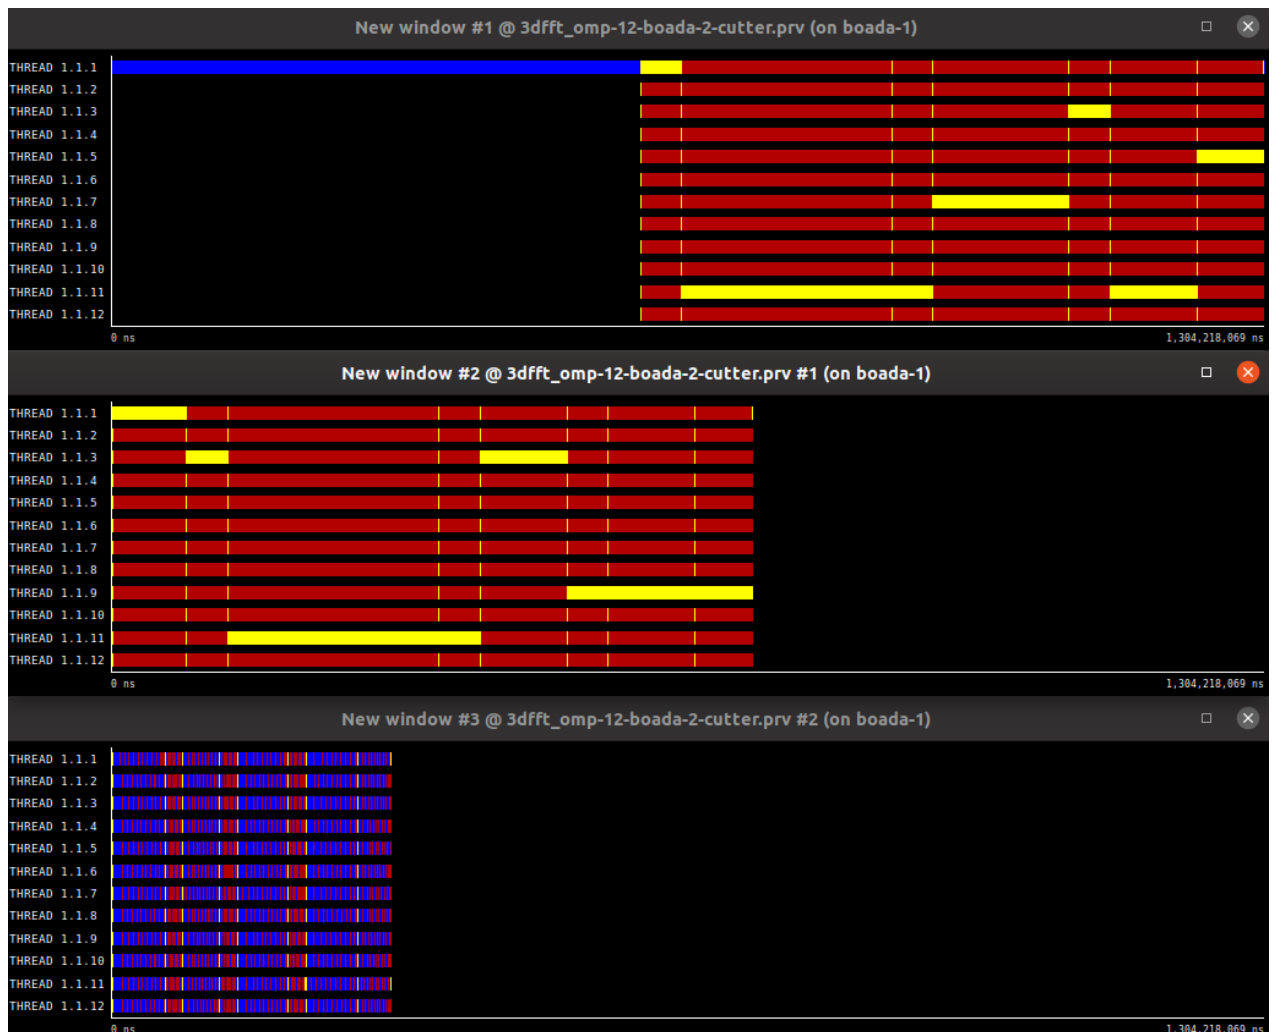 New window #1 @ 3dfft_omp-12-boada-2-cutter.prv (on boada-1)
THREAD 1.1.1
THREAD 1.1.2
THREAD 1.1.3
THREAD 1.1.4
THREAD 1.1.5
THREAD 1.1.6
THREAD 1.1.7
THREAD 1.1.8
THREAD 1.1.9
THREAD 1.1.10
THREAD 1.1.11
THREAD 1.1.12
0 ns 1,304,218,069 ns
New window #2 @ 3dfft_omp-12-boada-2-cutter.prv #1 (on boada-1)
THREAD 1.1.1
THREAD 1.1.2
THREAD 1.1.3
THREAD 1.1.4
THREAD 1.1.5
THREAD 1.1.6
THREAD 1.1.7
THREAD 1.1.8
THREAD 1.1.9
THREAD 1.1.10
THREAD 1.1.11
THREAD 1.1.12
0 ns 1,304,218,069 ns
New window #3 @ 3dfft_omp-12-boada-2-cutter.prv #2 (on boada-1)
THREAD 1.1.1
THREAD 1.1.2
THREAD 1.1.3
THREAD 1.1.4
THREAD 1.1.5
THREAD 1.1.6
THREAD 1.1.7
THREAD 1.1.8
THREAD 1.1.9
THREAD 1.1.10
THREAD 1.1.11
THREAD 1.1.12
0 ns 1,304,218,069 ns